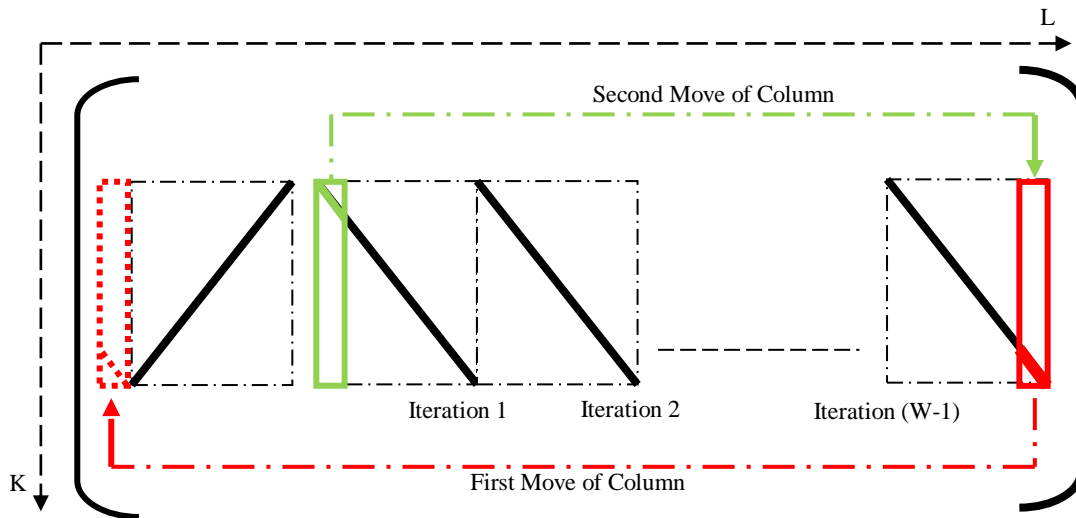 L
Second Move of Column
Iteration 1
Iteration 2
Iteration (W-1)
First Move of Column
K